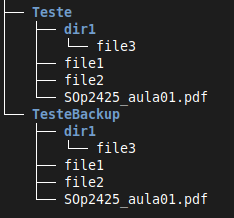 Teste
dir1
file3
file1
file2
SOp2425_aula01.pdf
TesteBackup
dir1
file3
file1
file2
SOp2425_aula01.pdf